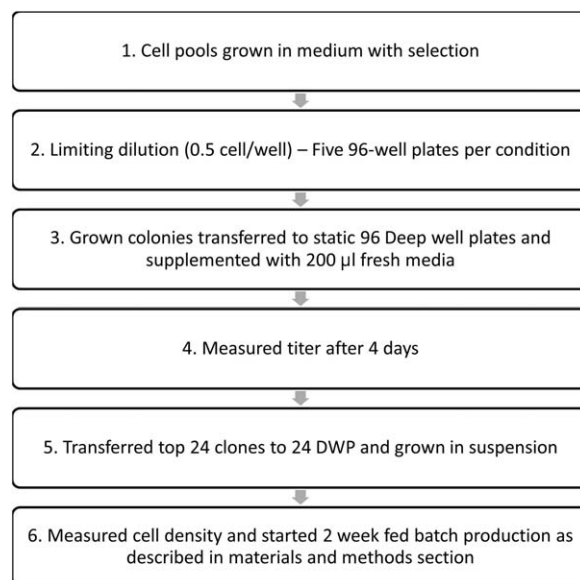 1. Cell pools grown in medium with selection
2. Limiting dilution (0.5 cell/well) – Five 96-well plates per condition
3. Grown colonies transferred to static 96 Deep well plates and
supplemented with 200 µl fresh media
4. Measured titer after 4 days
5. Transferred top 24 clones to 24 DWP and grown in suspension
6. Measured cell density and started 2 week fed batch production as
described in materials and methods section